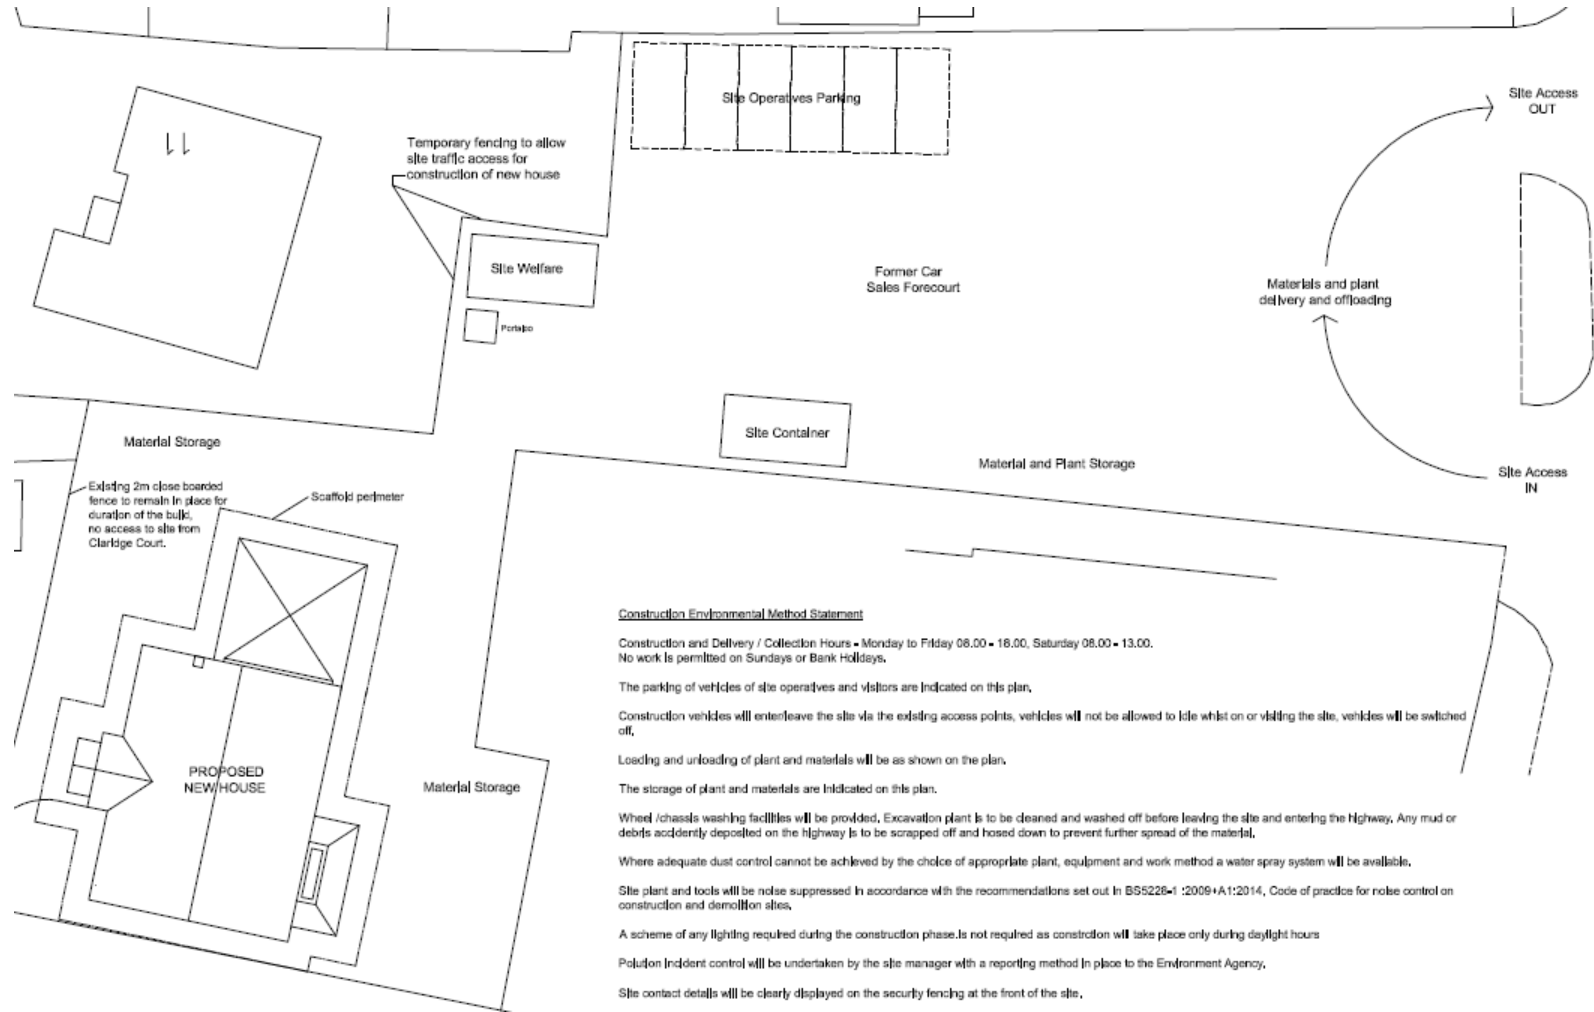 Site Operatives Parking
Site Access
OUT
11
Temporary fencing to allow
site traffic access for
construction of new house
Site Welfare
Former Car
Sales Forecourt
Materials and plant
delivery and offloading
Portaloo
Site Container
Material Storage
Material and Plant Storage
Site Access
IN
Existing 2m close boarded
fence to remain in place for
duration of the build,
no access to site from
Claridge Court.
Scaffold perimeter
PROPOSED
NEW HOUSE
Material Storage
Construction Environmental Method Statement
Construction and Delivery / Collection Hours - Monday to Friday 08.00 - 18.00, Saturday 08.00 - 13.00.
No work is permitted on Sundays or Bank Holidays.
The parking of vehicles of site operatives and visitors are indicated on this plan.
Construction vehicles will enter/leave the site via the existing access points, vehicles will not be allowed to idle whist on or visiting the site, vehicles will be switched
off.
Loading and unloading of plant and materials will be as shown on the plan.
The storage of plant and materials are inidicated on this plan.
Wheel /chassis washing facilities will be provided. Excavation plant is to be cleaned and washed off before leaving the site and entering the highway. Any mud or
debris accidently deposited on the highway is to be scrapped off and hosed down to prevent further spread of the material.
Where adequate dust control cannot be achieved by the choice of appropriate plant, equipment and work method a water spray system will be available.
Site plant and tools will be noise suppressed in accordance with the recommendations set out in BS5228-1 :2009+A1:2014, Code of practice for noise control on
construction and demolition sites.
A scheme of any lighting required during the construction phase.is not required as constrction will take place only during daylight hours
Polution incident control will be undertaken by the site manager with a reporting method in place to the Environment Agency.
Site contact details will be clearly displayed on the security fencing at the front of the site.